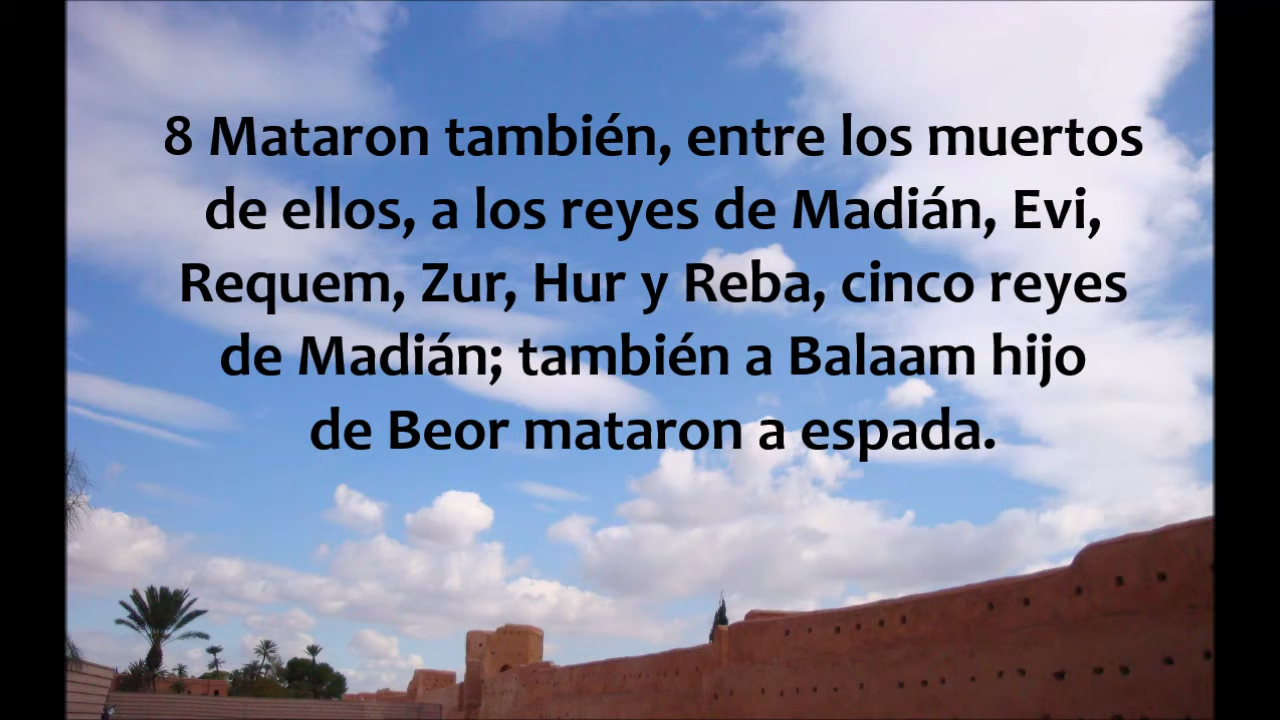 8 Mataron también, entre los muertos
de ellos, a los reyes de Madián, Evi,
Requem, Zur, Hur y Reba, cinco reyes
de Madián; también a Balaam hijo
de Beor mataron a espada.